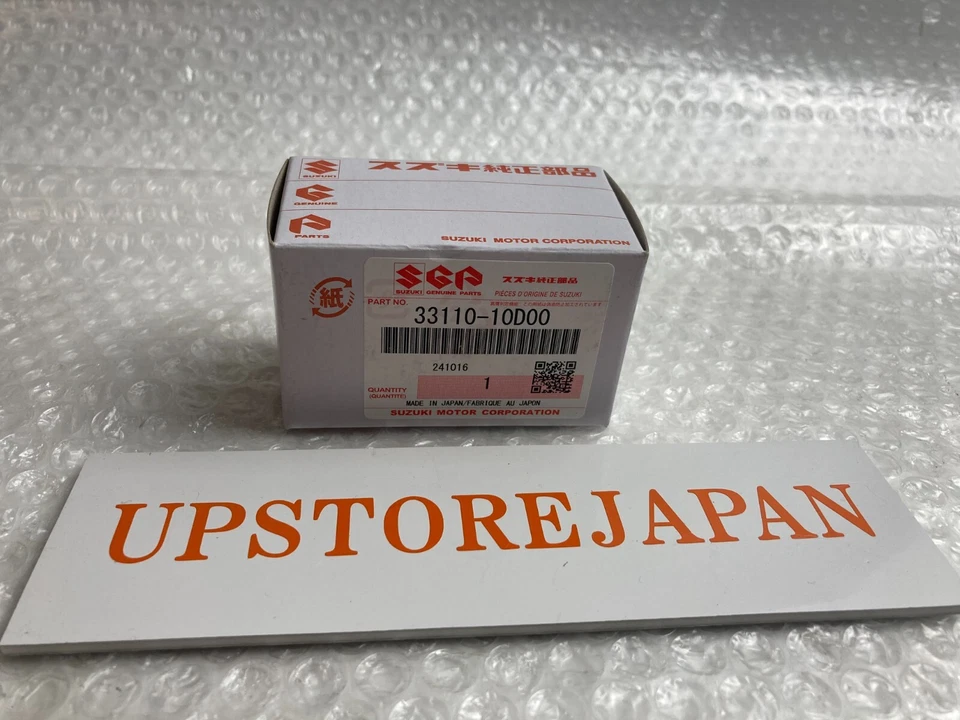 SUZUKI
スズキ純正部品
GENUINE
PARTS
SUZUKI MOTOR CORPORATION
紙
SGP
スズキ純正部品
SUZUKI GENUINE PARTS
PIÈCES D'ORIGINE DE SUZUKI
PART NO.
33110-10D00
241016
QUANTITY
(QUANTITÉ)
1
MADE IN JAPAN/FABRIQUE AU JAPON
SUZUKI MOTOR CORPORATION
UPSTOREJAPAN